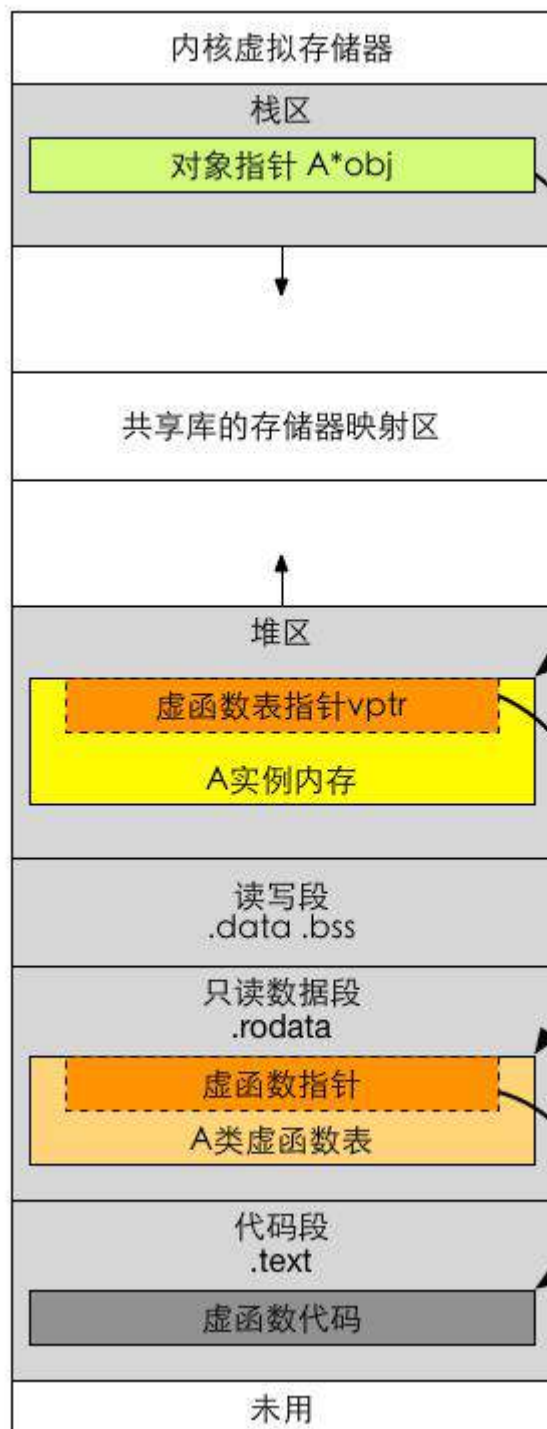 内核虚拟存储器
栈区
对象指针 A*obj
共享库的存储器映射区
堆区
虚函数表指针vptr
A实例内存
读写段
.data .bss
只读数据段
.rodata
虚函数指针
A类虚函数表
代码段
.text
虚函数代码
未用